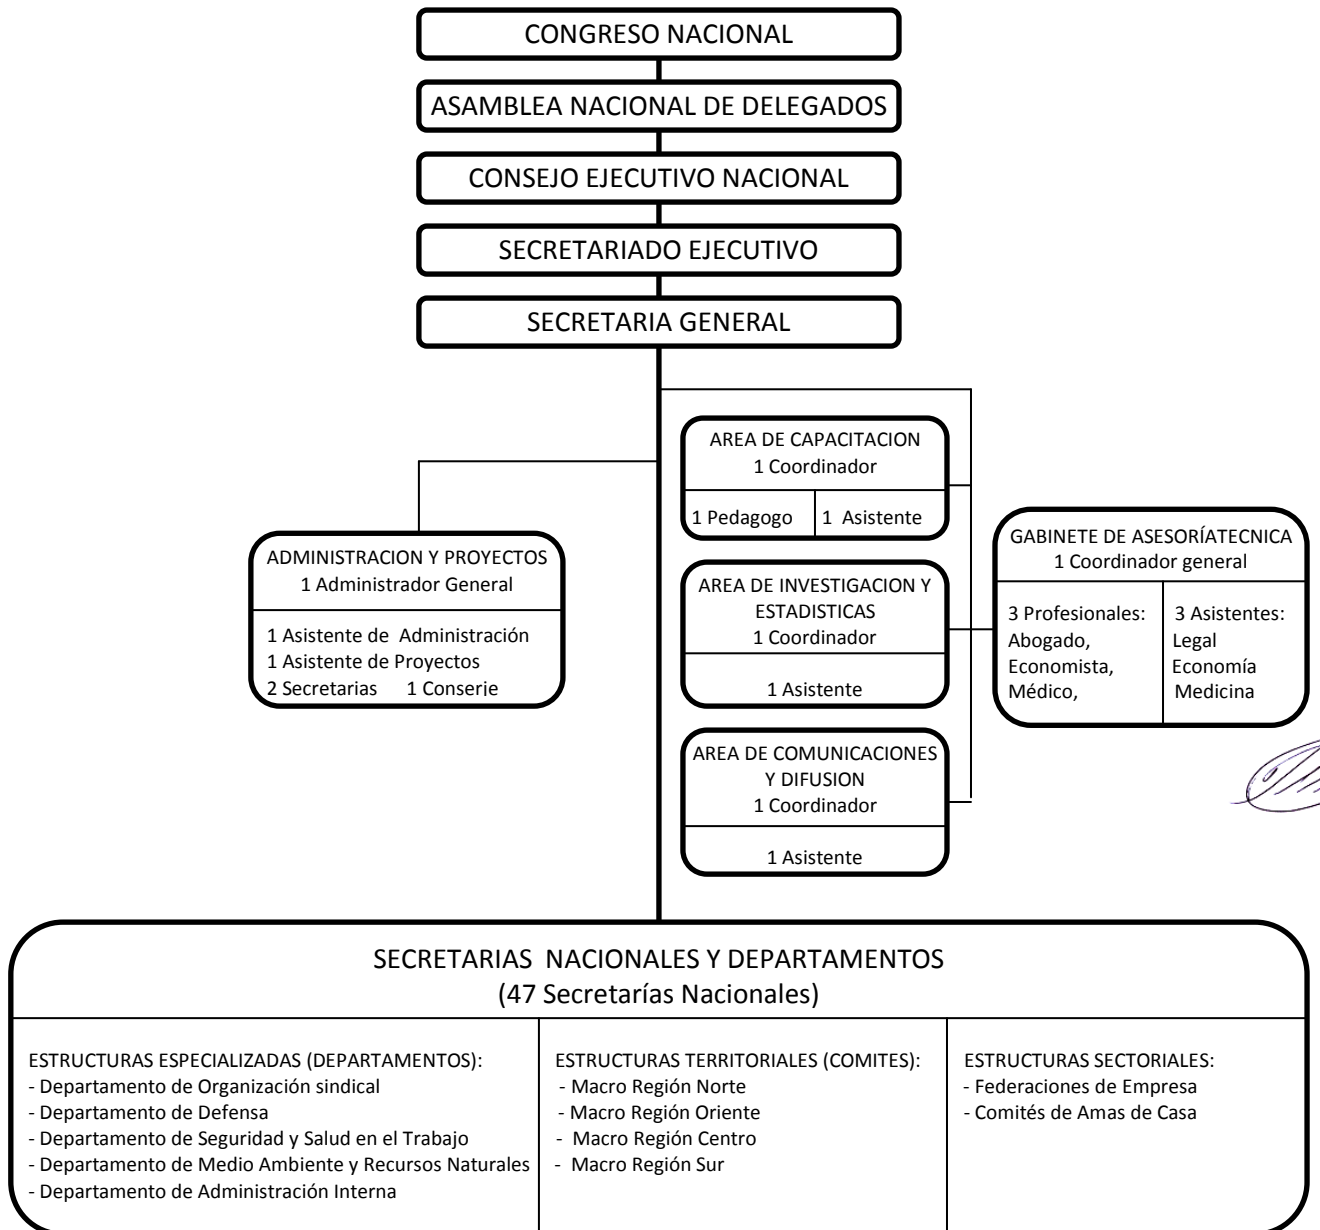 CONGRESO NACIONAL
ASAMBLEA NACIONAL DE DELEGADOS
CONSEJO EJECUTIVO NACIONAL
SECRETARIADO EJECUTIVO
SECRETARIA GENERAL
ADMINISTRACION Y PROYECTOS
1 Administrador General
1 Asistente de Administración
1 Asistente de Proyectos
2 Secretarias 1 Conserje
AREA DE CAPACITACION
1 Coordinador
1 Pedagogo
1 Asistente
AREA DE INVESTIGACION Y
ESTADISTICAS
1 Coordinador
1 Asistente
AREA DE COMUNICACIONES
Y DIFUSION
1 Coordinador
1 Asistente
GABINETE DE ASESORÍATECNICA
1 Coordinador general
3 Profesionales:
Abogado,
Economista,
Médico,
3 Asistentes:
Legal
Economía
Medicina
SECRETARIAS NACIONALES Y DEPARTAMENTOS
(47 Secretarías Nacionales)
ESTRUCTURAS ESPECIALIZADAS (DEPARTAMENTOS):
- Departamento de Organización sindical
- Departamento de Defensa
- Departamento de Seguridad y Salud en el Trabajo
- Departamento de Medio Ambiente y Recursos Naturales
- Departamento de Administración Interna
ESTRUCTURAS TERRITORIALES (COMITES):
- Macro Región Norte
- Macro Región Oriente
- Macro Región Centro
- Macro Región Sur
ESTRUCTURAS SECTORIALES:
- Federaciones de Empresa
- Comités de Amas de Casa